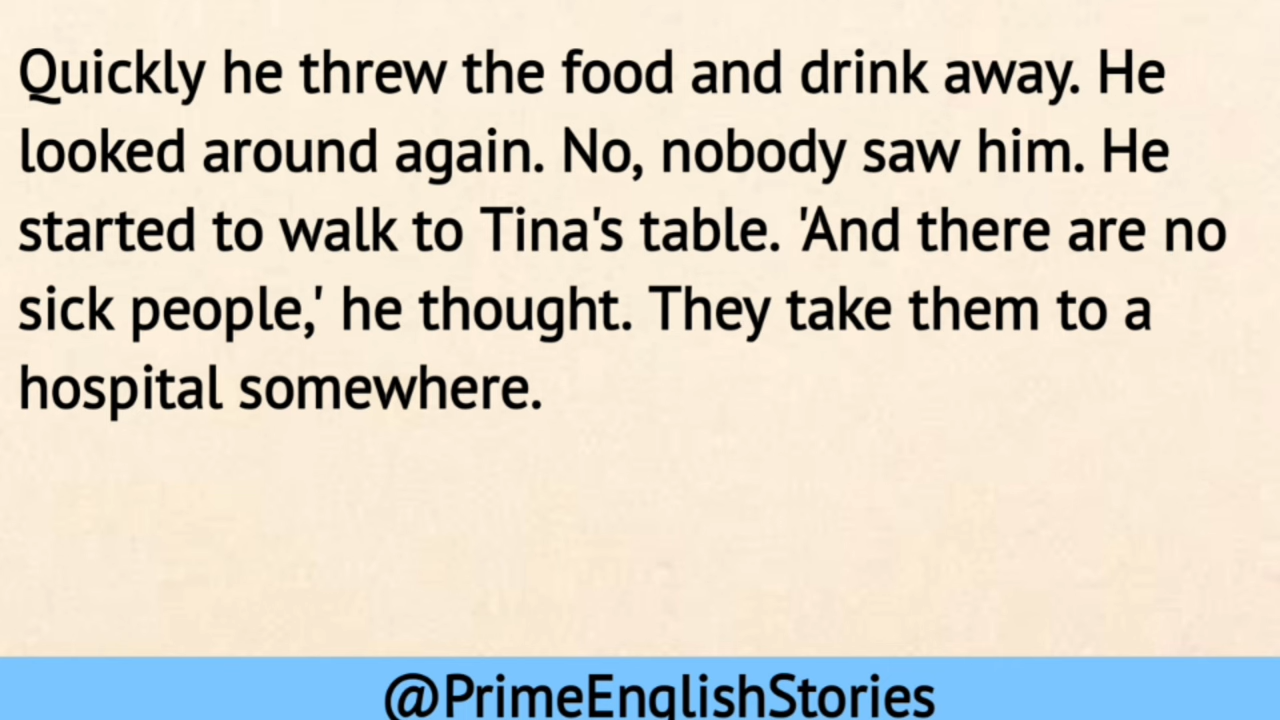 Quickly he threw the food and drink away. He
looked around again. No, nobody saw him. He
started to walk to Tina's table. 'And there are no
sick people,' he thought. They take them to a
hospital somewhere.
@PrimeEnglishStories